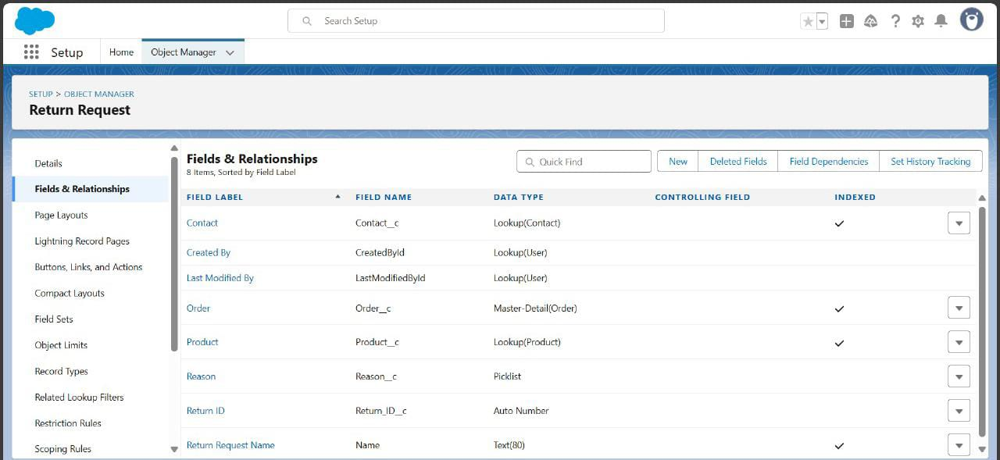 Search Setup
Setup Home Object Manager
SETUP > OBJECT MANAGER
Return Request
Details
Fields & Relationships
Page Layouts
Lightning Record Pages
Buttons, Links, and Actions
Compact Layouts
Field Sets
Object Limits
Record Types
Related Lookup Filters
Restriction Rules
Scoping Rules
Fields & Relationships
8 Items, Sorted by Field Label
Quick Find New Deleted Fields Field Dependencies Set History Tracking
FIELD LABEL FIELD NAME DATA TYPE CONTROLLING FIELD INDEXED
Contact Contact__c Lookup(Contact)
Created By CreatedById Lookup(User)
Last Modified By LastModifiedById Lookup(User)
Order Order__c Master-Detail(Order)
Product Product__c Lookup(Product)
Reason Reason__c Picklist
Return ID Return_ID__c Auto Number
Return Request Name Name Text(80)